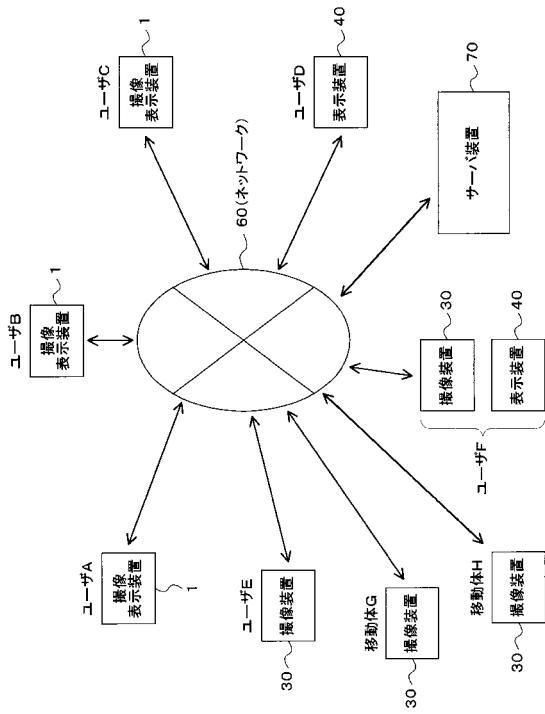 ユーザA
撮像
表示装置
1
ユーザB
撮像
表示装置
1
ユーザC
撮像
表示装置
1
ユーザD
表示装置
40
60(ネットワーク)
サーバ装置
70
ユーザE
撮像装置
30
移動体G
撮像装置
30
移動体H
撮像装置
30
ユーザF
撮像装置
30
表示装置
40